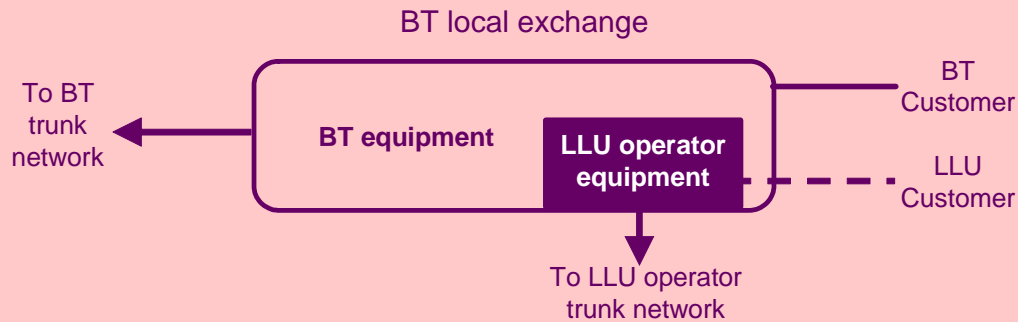 BT local exchange
To BT
trunk
network
BT equipment
LLU operator
equipment
BT
Customer
LLU
Customer
To LLU operator
trunk network